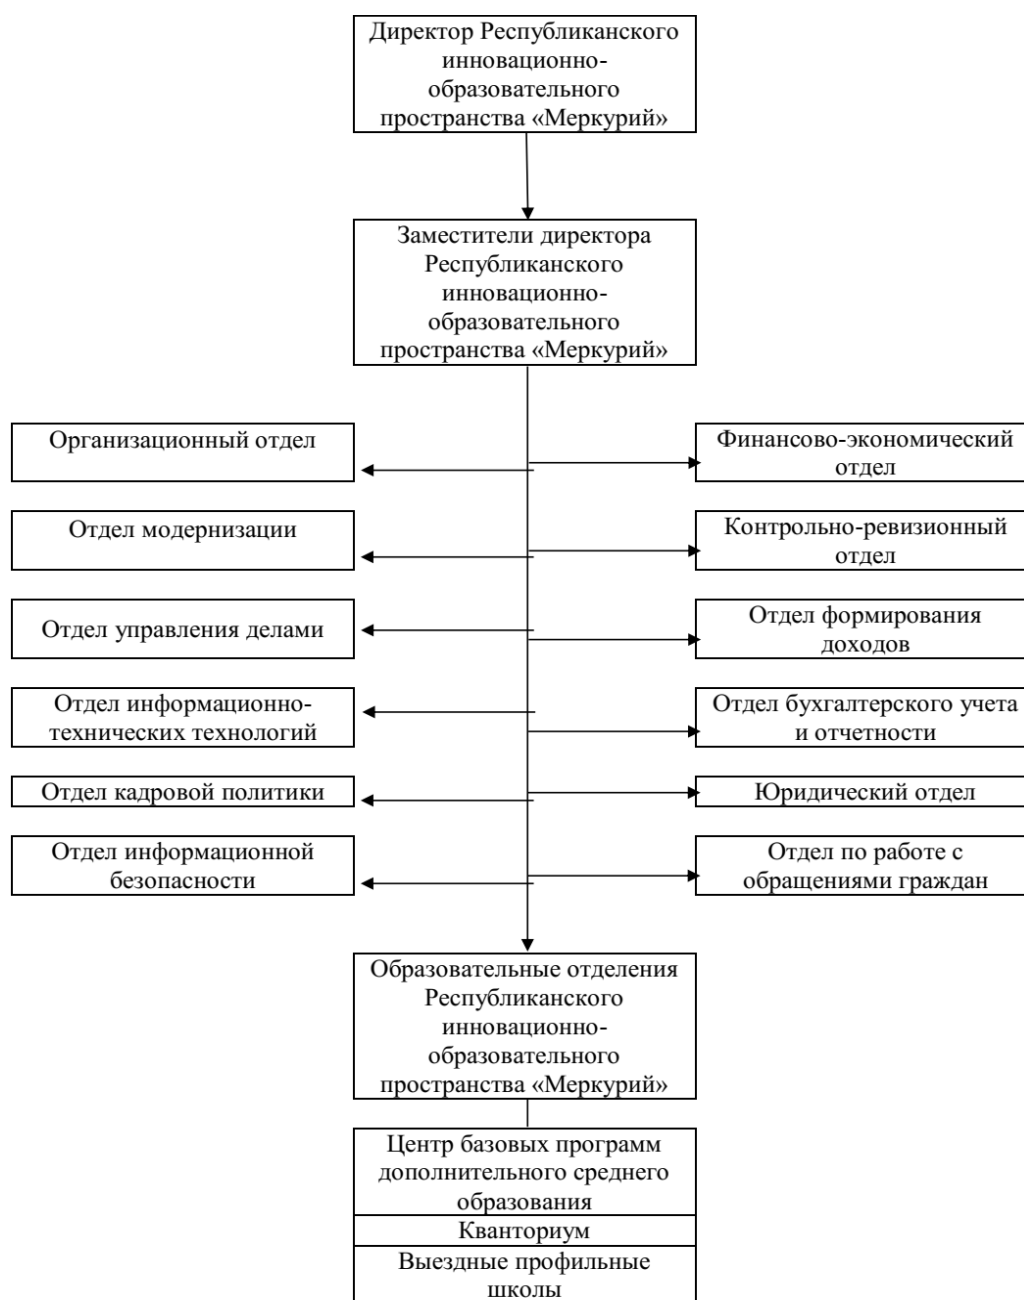 Директор Республиканского
инновационно-
образовательного
пространства «Меркурий»
Заместители директора
Республиканского
инновационно-
образовательного
пространства «Меркурий»
Организационный отдел
Финансово-экономический
отдел
Отдел модернизации
Контрольно-ревизионный
отдел
Отдел управления делами
Отдел формирования
доходов
Отдел информационно-
технических технологий
Отдел бухгалтерского учета
и отчетности
Отдел кадровой политики
Юридический отдел
Отдел информационной
безопасности
Отдел по работе с
обращениями граждан
Образовательные отделения
Республиканского
инновационно-
образовательного
пространства «Меркурий»
Центр базовых программ
дополнительного среднего
образования
Кванториум
Выездные профильные
школы